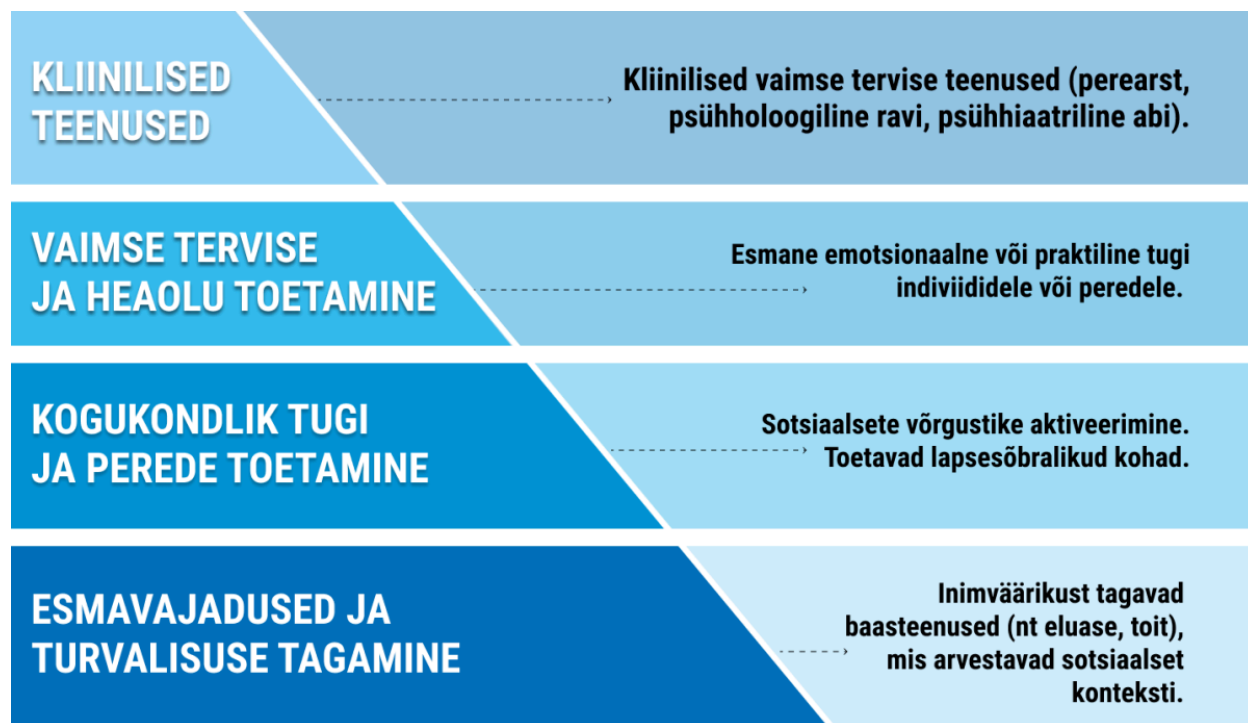 KLIINILISED
TEENUSED
Kliinilised vaimse tervise teenused (perearst,
psühholoogiline ravi, psühhiaatriline abi).
VAIMSE TERVISE
JA HEAOLU TOETAMINE
Esmane emotsionaalne või praktiline tugi
indiviididele või peredele.
KOGUKONDLIK TUGI
JA PEREDE TOETAMINE
Sotsiaalsete võrgustike aktiveerimine.
Toetavad lapsesõbralikud kohad.
ESMAVAJADUSED JA
TURVALISUSE TAGAMINE
Inimväärikust tagavad
baasteenused (nt eluase, toit),
mis arvestavad sotsiaalset
konteksti.